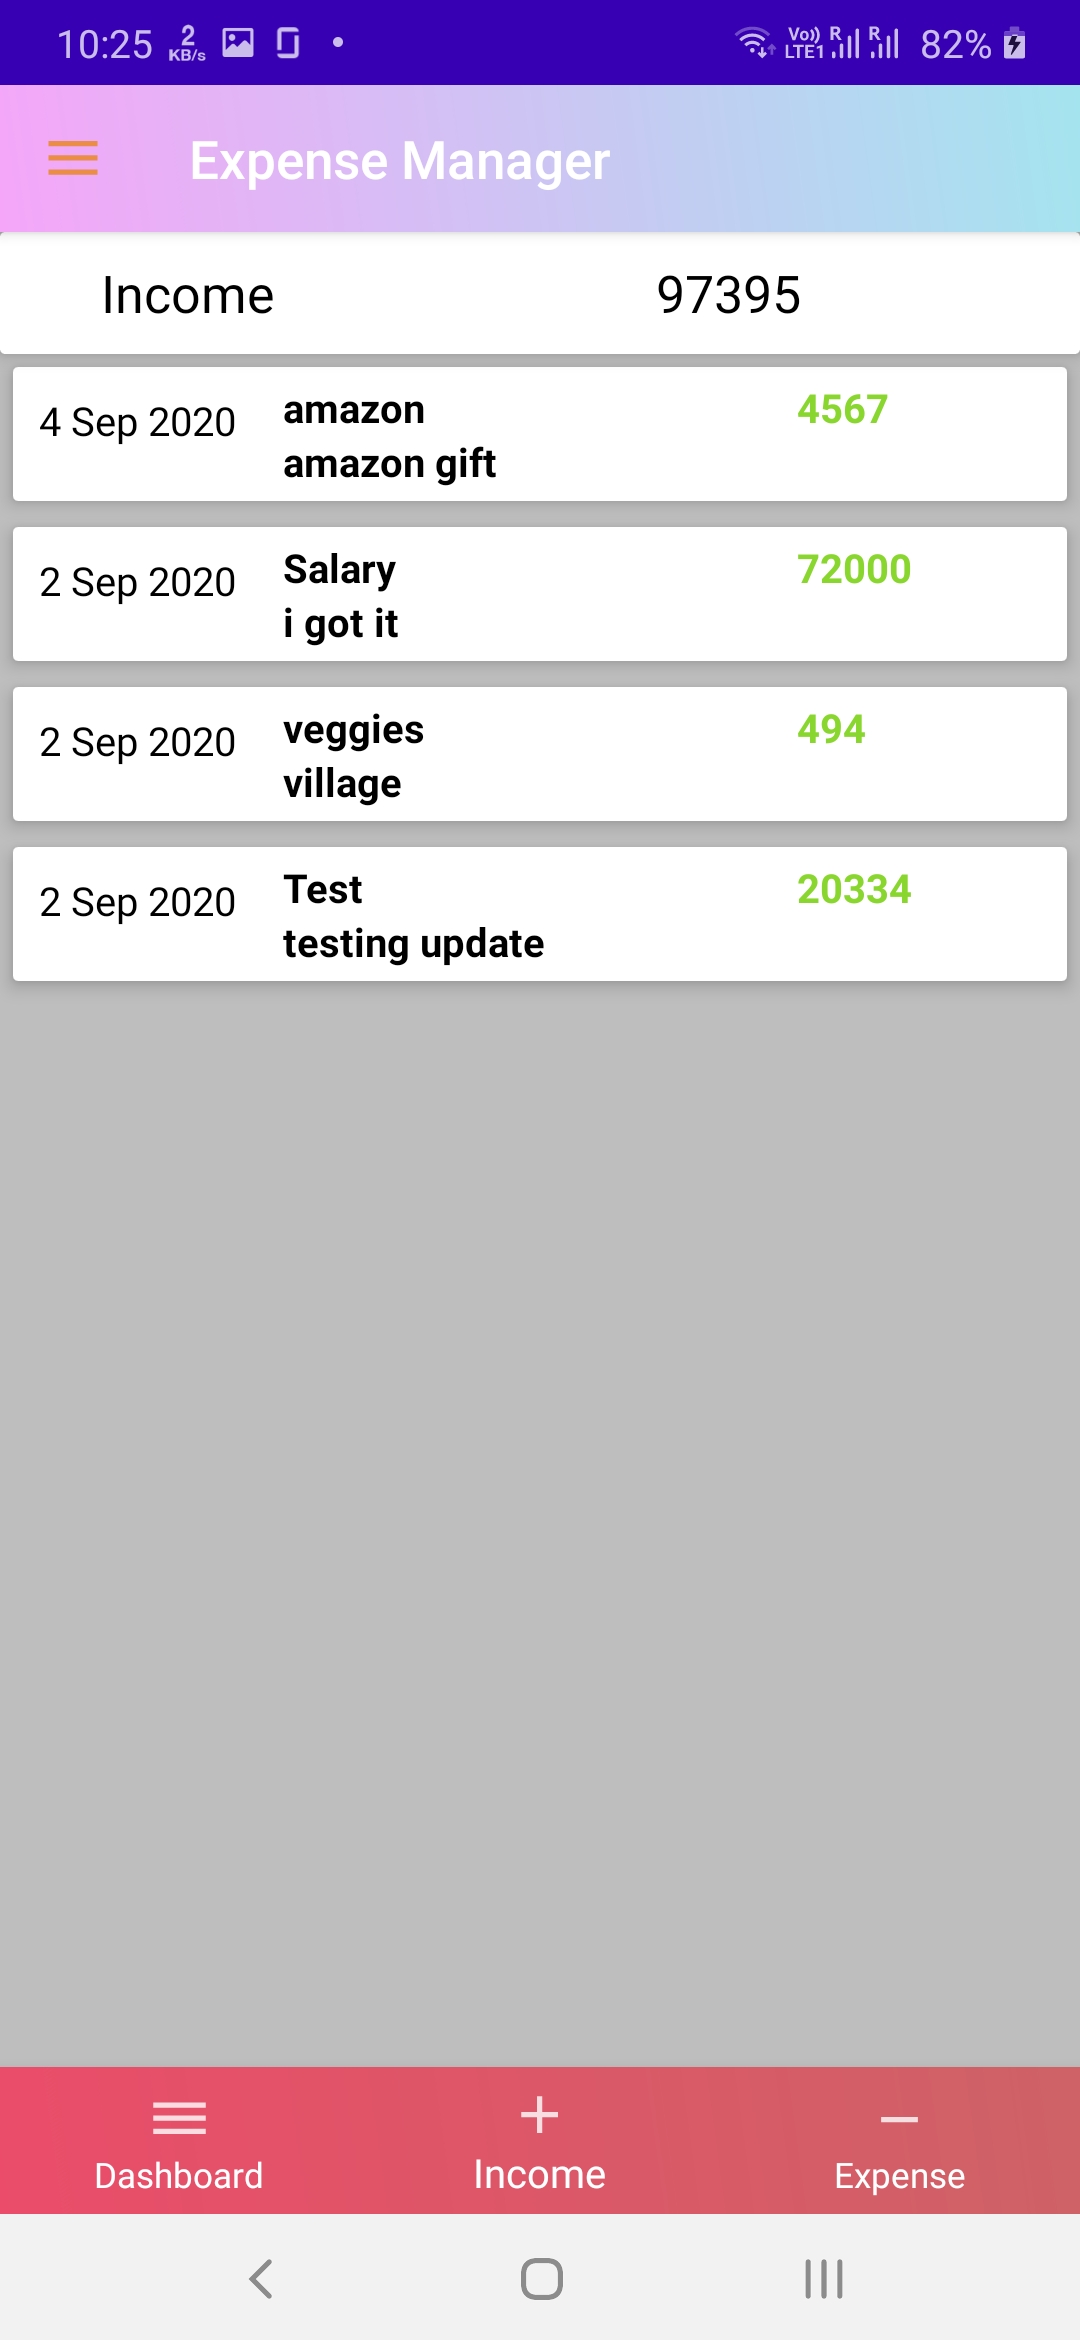 10:25 2 KB/s Vo)) LTE1 R R 82%
Expense Manager
Income 97395
4 Sep 2020 amazon 4567
amazon gift
2 Sep 2020 Salary 72000
i got it
2 Sep 2020 veggies 494
village
2 Sep 2020 Test 20334
testing update
Dashboard Income Expense